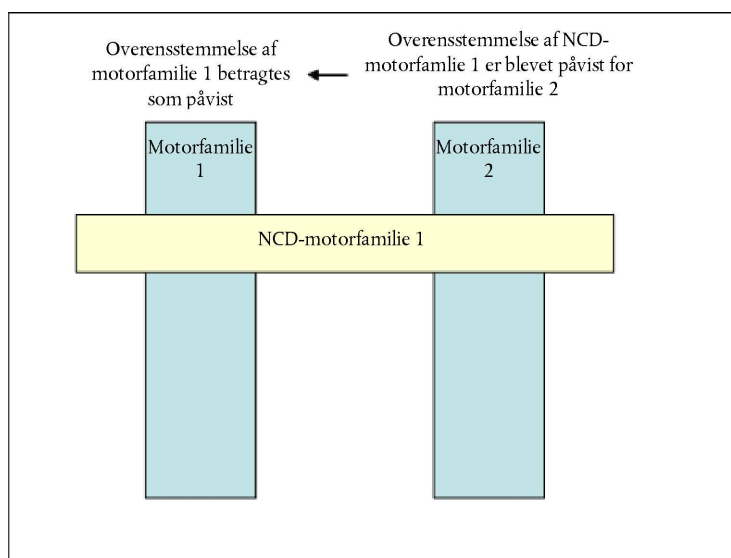 Overensstemmelse af
motorfamilie 1 betragtes
som påvist
Overensstemmelse af NCD-
motorfamlie 1 er blevet påvist for
motorfamilie 2
Motorfamilie
1
Motorfamilie
2
NCD-motorfamilie 1